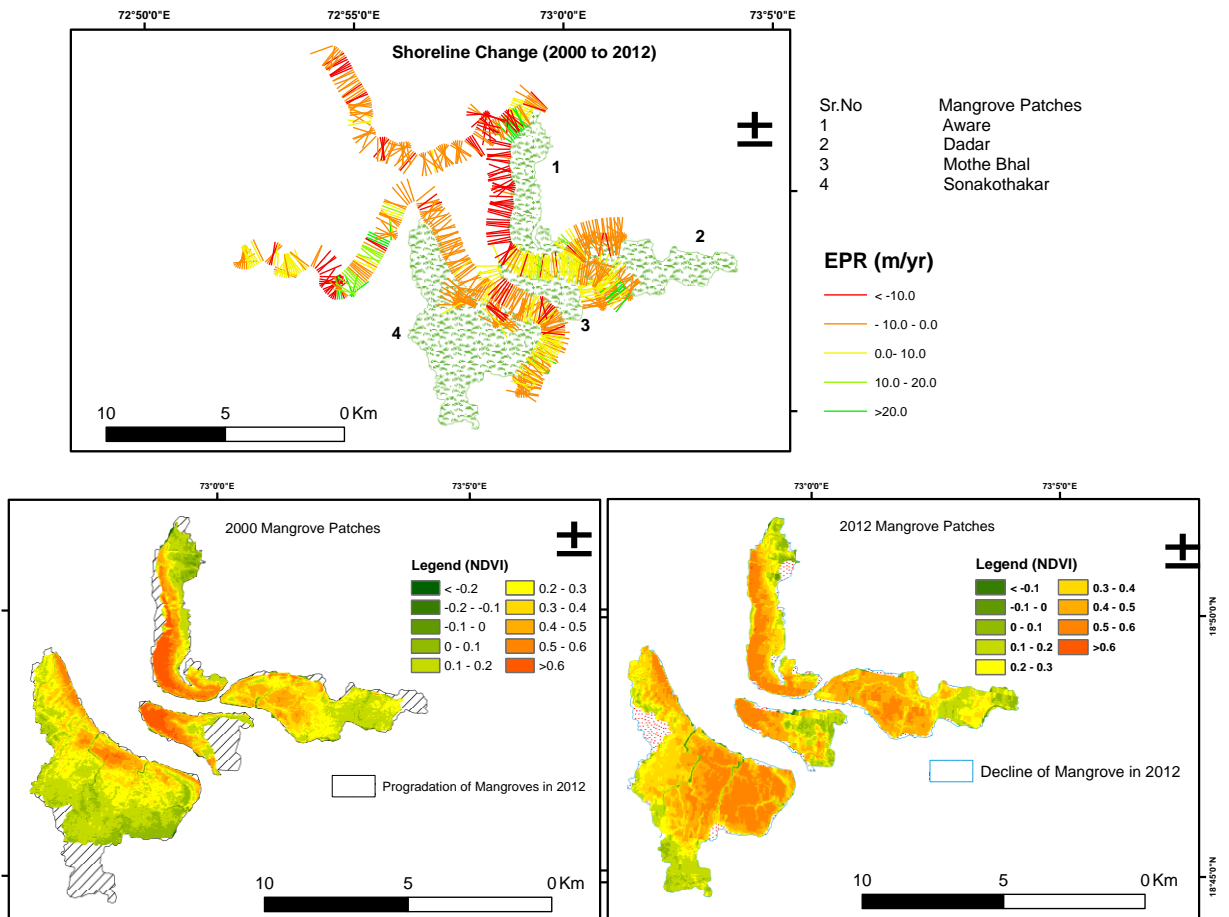 72°50'0"E 72°55'0"E 73°0'0"E 73°5'0"E
Shoreline Change (2000 to 2012)
1
2
3
4
10 5 0 Km
Sr.No Mangrove Patches
1 Aware
2 Dadar
3 Mothe Bhal
4 Sonakothakar
EPR (m/yr)
< -10.0
- 10.0 - 0.0
0.0- 10.0
10.0 - 20.0
>20.0
73°0'0"E 73°5'0"E
2000 Mangrove Patches
Legend (NDVI)
< -0.2 0.2 - 0.3
-0.2 - -0.1 0.3 - 0.4
-0.1 - 0 0.4 - 0.5
0 - 0.1 0.5 - 0.6
0.1 - 0.2 >0.6
Progradation of Mangroves in 2012
10 5 0 Km
73°0'0"E 73°5'0"E
2012 Mangrove Patches
Legend (NDVI)
< -0.1 0.3 - 0.4
-0.1 - 0 0.4 - 0.5
0 - 0.1 0.5 - 0.6
0.1 - 0.2 >0.6
0.2 - 0.3
Decline of Mangrove in 2012
10 5 0 Km
18°5'0"N
18°45'0"N